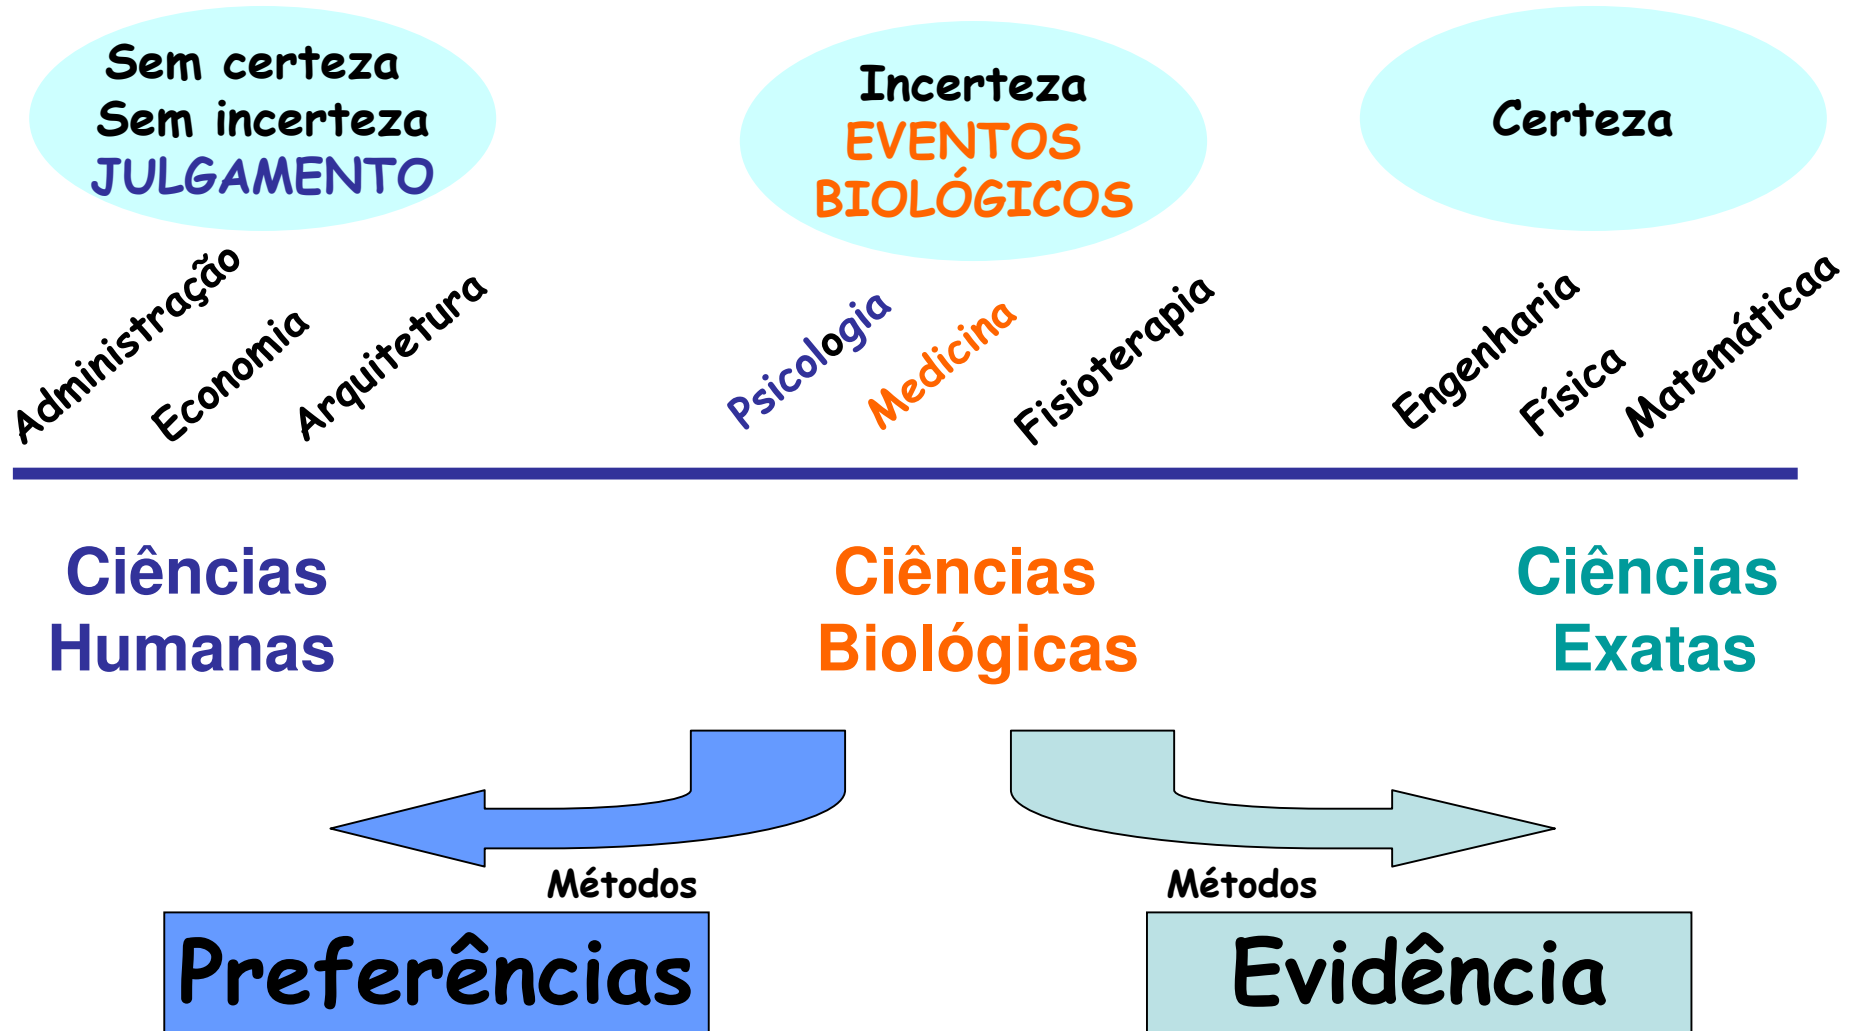 Sem certeza
Sem incerteza
JULGAMENTO
Incerteza
EVENTOS
BIOLÓGICOS
Certeza
Administração
Economia
Arquitetura
Psicologia
Medicina
Fisioterapia
Engenharia
Física
Matemáticaa
Ciências
Humanas
Ciências
Biológicas
Ciências
Exatas
Métodos
Preferências
Métodos
Evidência